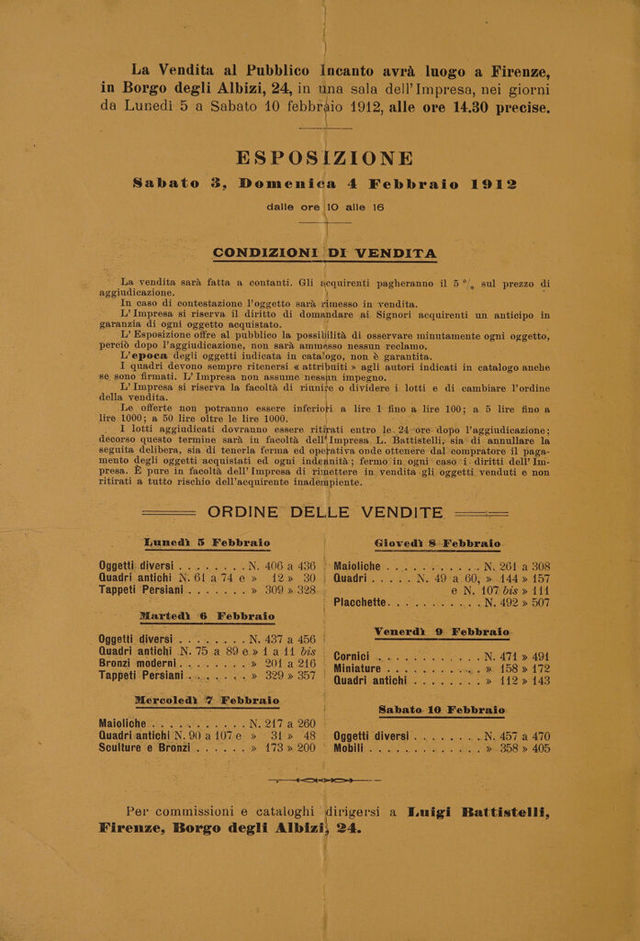 La Vendita al Pubblico Incanto avrà luogo a Firenze,
in Borgo degli Albizi, 24, in una sala dell'Impresa, nei giorni
da Lunedì 5 a Sabato 10 febbraio 1912, alle ore 14.30 precise.
ESPOSIZIONE
Sabato 3, Domenica 4 Febbraio 1912
dalle ore 10 alle 16
CONDIZIONI DI VENDITA
La vendita sarà fatta a contanti. Gli acquirenti pagheranno il 5 % sul prezzo di
aggiudicazione.
In caso di contestazione l'oggetto sarà rimesso in vendita.
L'Impresa si riserva il diritto di domandare ai Signori acquirenti un anticipo in
garanzia di ogni oggetto acquistato.
L'Esposizione offre al pubblico la possibilità di osservare minutamente ogni oggetto,
perciò dopo l'aggiudicazione, non sarà ammesso nessun reclamo.
L'epoca degli oggetti indicata in catalogo, non è garantita.
I quadri devono sempre ritenersi « attribuiti » agli autori indicati in catalogo anche
se sono firmati. L'Impresa non assume nessun impegno.
L'Impresa si riserva la facoltà di riunire o dividere i lotti e di cambiare l'ordine
della vendita.
Le offerte non potranno essere inferiori a lire 1 fino a lire 100; a 5 lire fino a
lire 1000; a 50 lire oltre le lire 1000.
I lotti aggiudicati dovranno essere ritirati entro le 24 ore dopo l'aggiudicazione;
decorso questo termine sarà in facoltà dell'Impresa L. Battistelli, sia di annullare la
seguita delibera, sia di tenerla ferma ed operativa onde ottenere dal compratore il paga-
mento degli oggetti acquistati ed ogni indennità; fermo in ogni caso i diritti dell'Im-
presa. È pure in facoltà dell'Impresa di rimettere in vendita gli oggetti venduti e non
ritirati a tutto rischio dell'acquirente inadempiente.
ORDINE DELLE VENDITE
Lunedì 5 Febbraio
Oggetti diversi . . . . . . . . N. 406 a 436
Quadri antichi N. 61 a 74 e » 12 » 30
Tappeti Persiani . . . . . . . » 309 » 328
Martedì 6 Febbraio
Oggetti diversi . . . . . . . . N. 437 a 456
Quadri antichi N. 75 a 89 e » 1 a 11 bis
Bronzi moderni . . . . . . . . » 201 a 216
Tappeti Persiani . . . . . . . » 329 » 357
Mercoledì 7 Febbraio
Maioliche . . . . . . . . . . . N. 217 a 260
Quadri antichi N. 90 a 107 e » 31 » 48
Sculture e Bronzi . . . . . . » 173 » 200
Giovedì 8 Febbraio
Maioliche . . . . . . . . . . . N. 261 a 308
Quadri . . . . . N. 49 a 60, » 144 » 157
e N. 107 bis » 111
Placchette. . . . . . . . . . . N. 492 » 507
Venerdì 9 Febbraio
Cornici . . . . . . . . . . . . N. 471 » 491
Miniature . . . . . . . . . . . » 158 » 172
Quadri antichi . . . . . . . . » 112 » 143
Sabato 10 Febbraio
Oggetti diversi . . . . . . . . N. 457 a 470
Mobili . . . . . . . . . . . . . » 358 » 405
Per commissioni e cataloghi dirigersi a Luigi Battistelli,
Firenze, Borgo degli Albizi, 24.